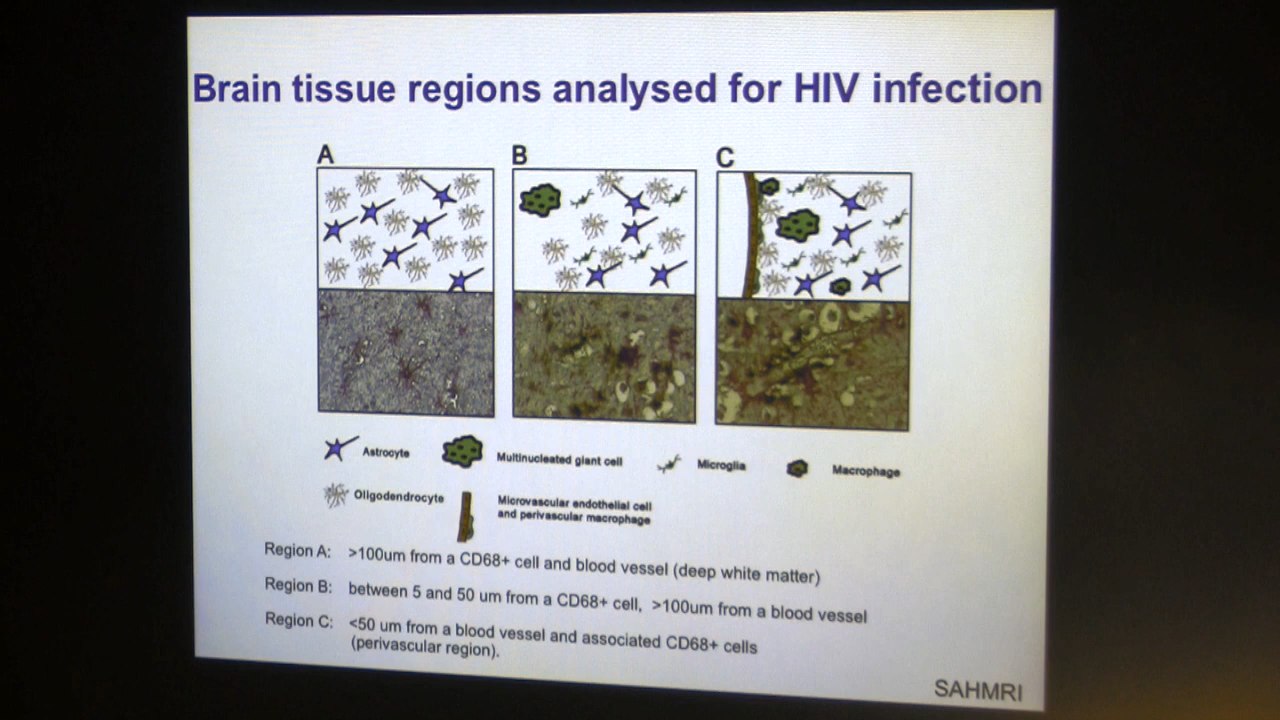 Brain tissue regions analysed for HIV infection
A B C
Astrocyte Multinucleated giant cell Microglia Macrophage
Oligodendrocyte Microvascular endothelial cell
and perivascular macrophage
Region A: >100um from a CD68+ cell and blood vessel (deep white matter)
Region B: between 5 and 50 um from a CD68+ cell, >100um from a blood vessel
Region C: <50 um from a blood vessel and associated CD68+ cells
(perivascular region).
SAHMRI